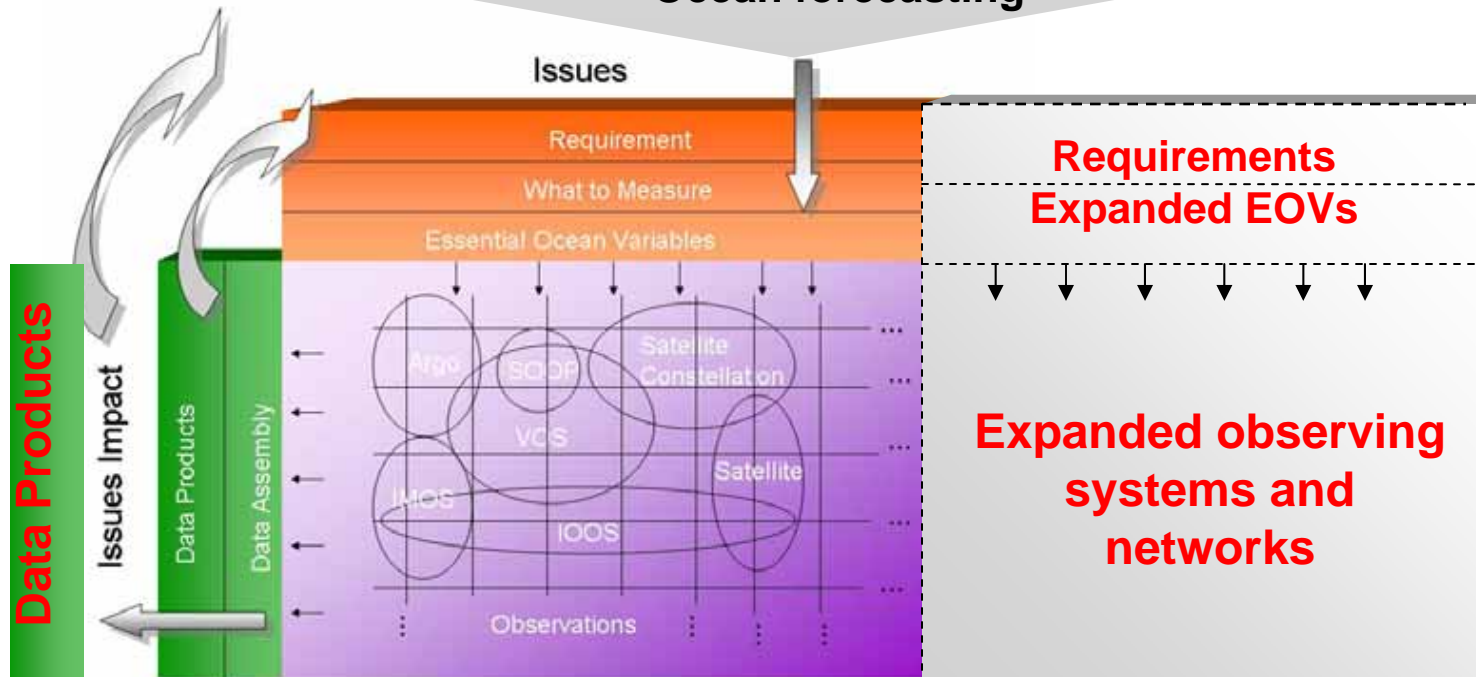 Ocean forecasting
Issues
Requirement
What to Measure
Essential Ocean Variables
Requirements
Expanded EOVs
Data Products
Issues Impact
Data Products
Data Assembly
Argo
SOOP
Satellite
Constellation
...
...
VOS
...
IMOS
Satellite
IOOS
...
...
Observations
Expanded observing
systems and
networks